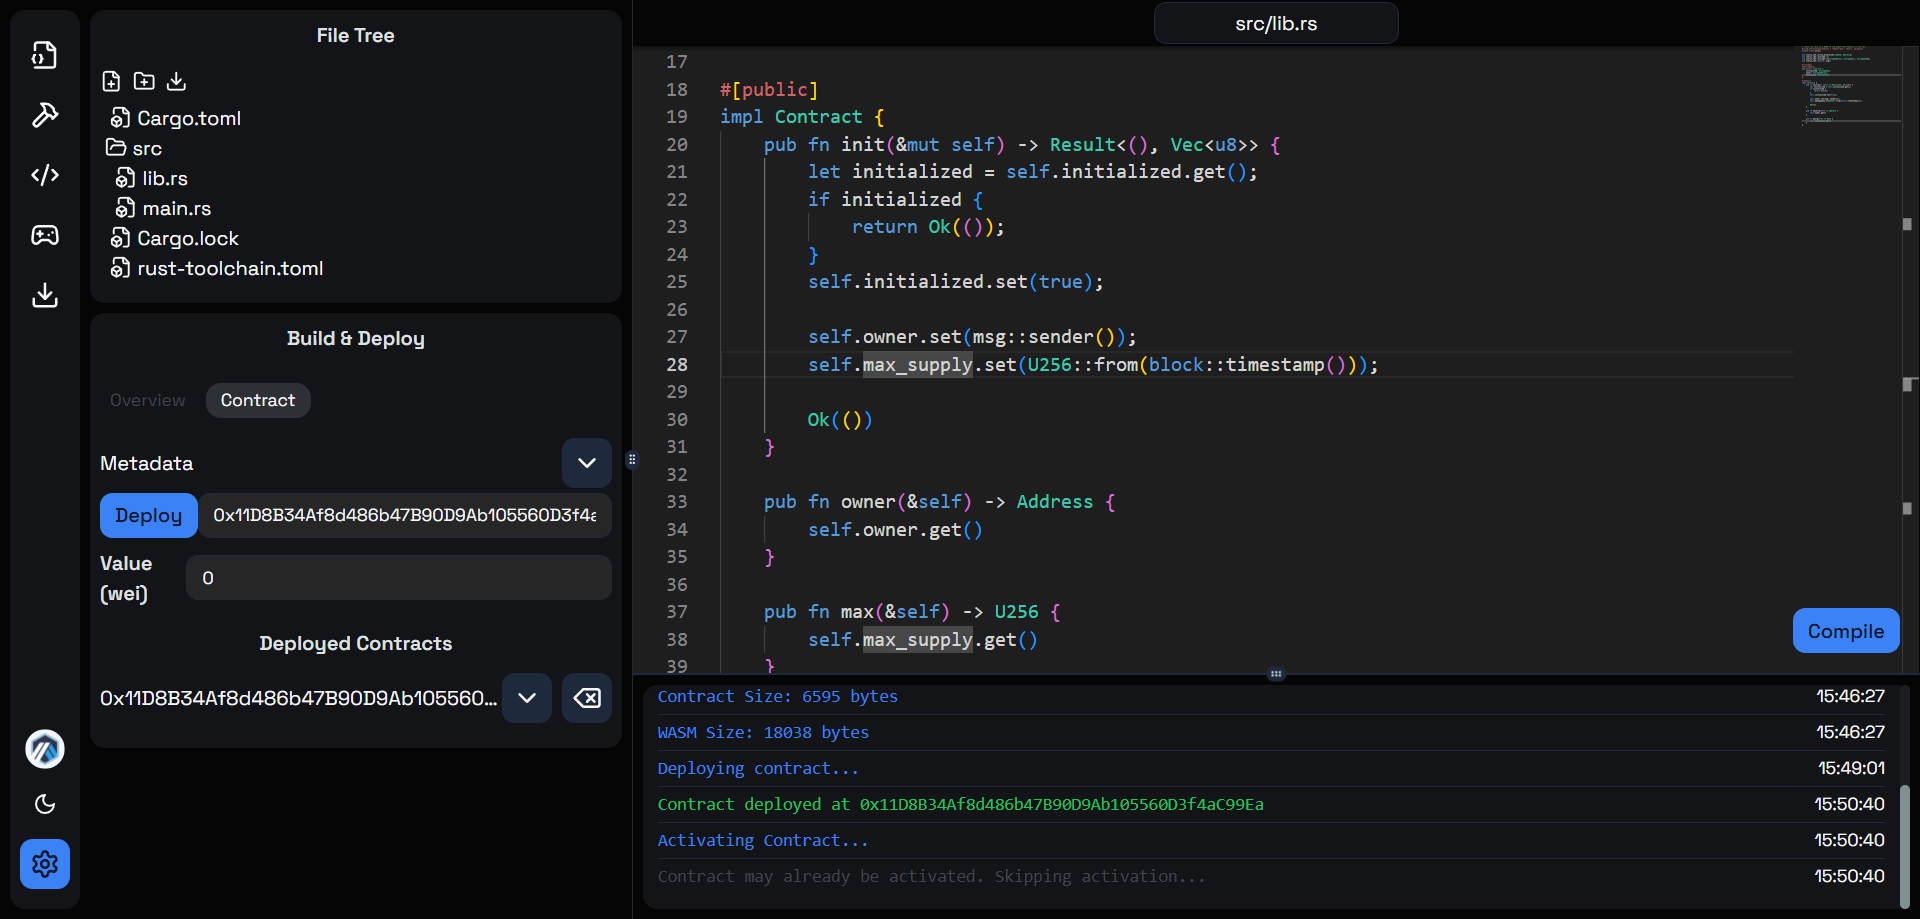 File Tree
Cargo.toml
src
lib.rs
main.rs
Cargo.lock
rust-toolchain.toml
Build & Deploy
Overview
Contract
Metadata
Deploy
0x11D8B34Af8d486b47B90D9Ab105560D3f4a
Value
(wei)
0
Deployed Contracts
0x11D8B34Af8d486b47B90D9Ab105560...
src/lib.rs
17
18 #[public]
19 impl Contract {
20     pub fn init(&mut self) -> Result<(), Vec<u8>> {
21         let initialized = self.initialized.get();
22         if initialized {
23             return Ok(());
24         }
25         self.initialized.set(true);
26
27         self.owner.set(msg::sender());
28         self.max_supply.set(U256::from(block::timestamp()));
29
30         Ok(())
31     }
32
33     pub fn owner(&self) -> Address {
34         self.owner.get()
35     }
36
37     pub fn max(&self) -> U256 {
38         self.max_supply.get()
39     }
Compile
Contract Size: 6595 bytes 15:46:27
WASM Size: 18038 bytes 15:46:27
Deploying contract... 15:49:01
Contract deployed at 0x11D8B34Af8d486b47B90D9Ab105560D3f4aC99Ea 15:50:40
Activating Contract... 15:50:40
Contract may already be activated. Skipping activation... 15:50:40